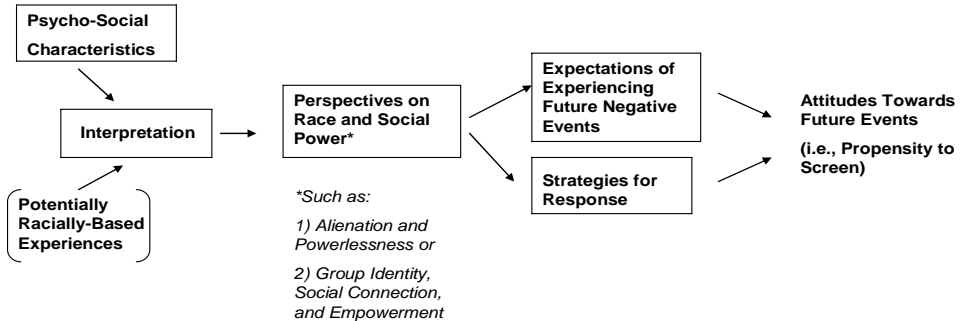 Psycho-Social
Characteristics
Interpretation
Potentially
Racially-Based
Experiences
Perspectives on
Race and Social
Power*
*Such as:
1) Alienation and
Powerlessness or
2) Group Identity,
Social Connection,
and Empowerment
Expectations of
Experiencing
Future Negative
Events
Strategies for
Response
Attitudes Towards
Future Events
(i.e., Propensity to
Screen)